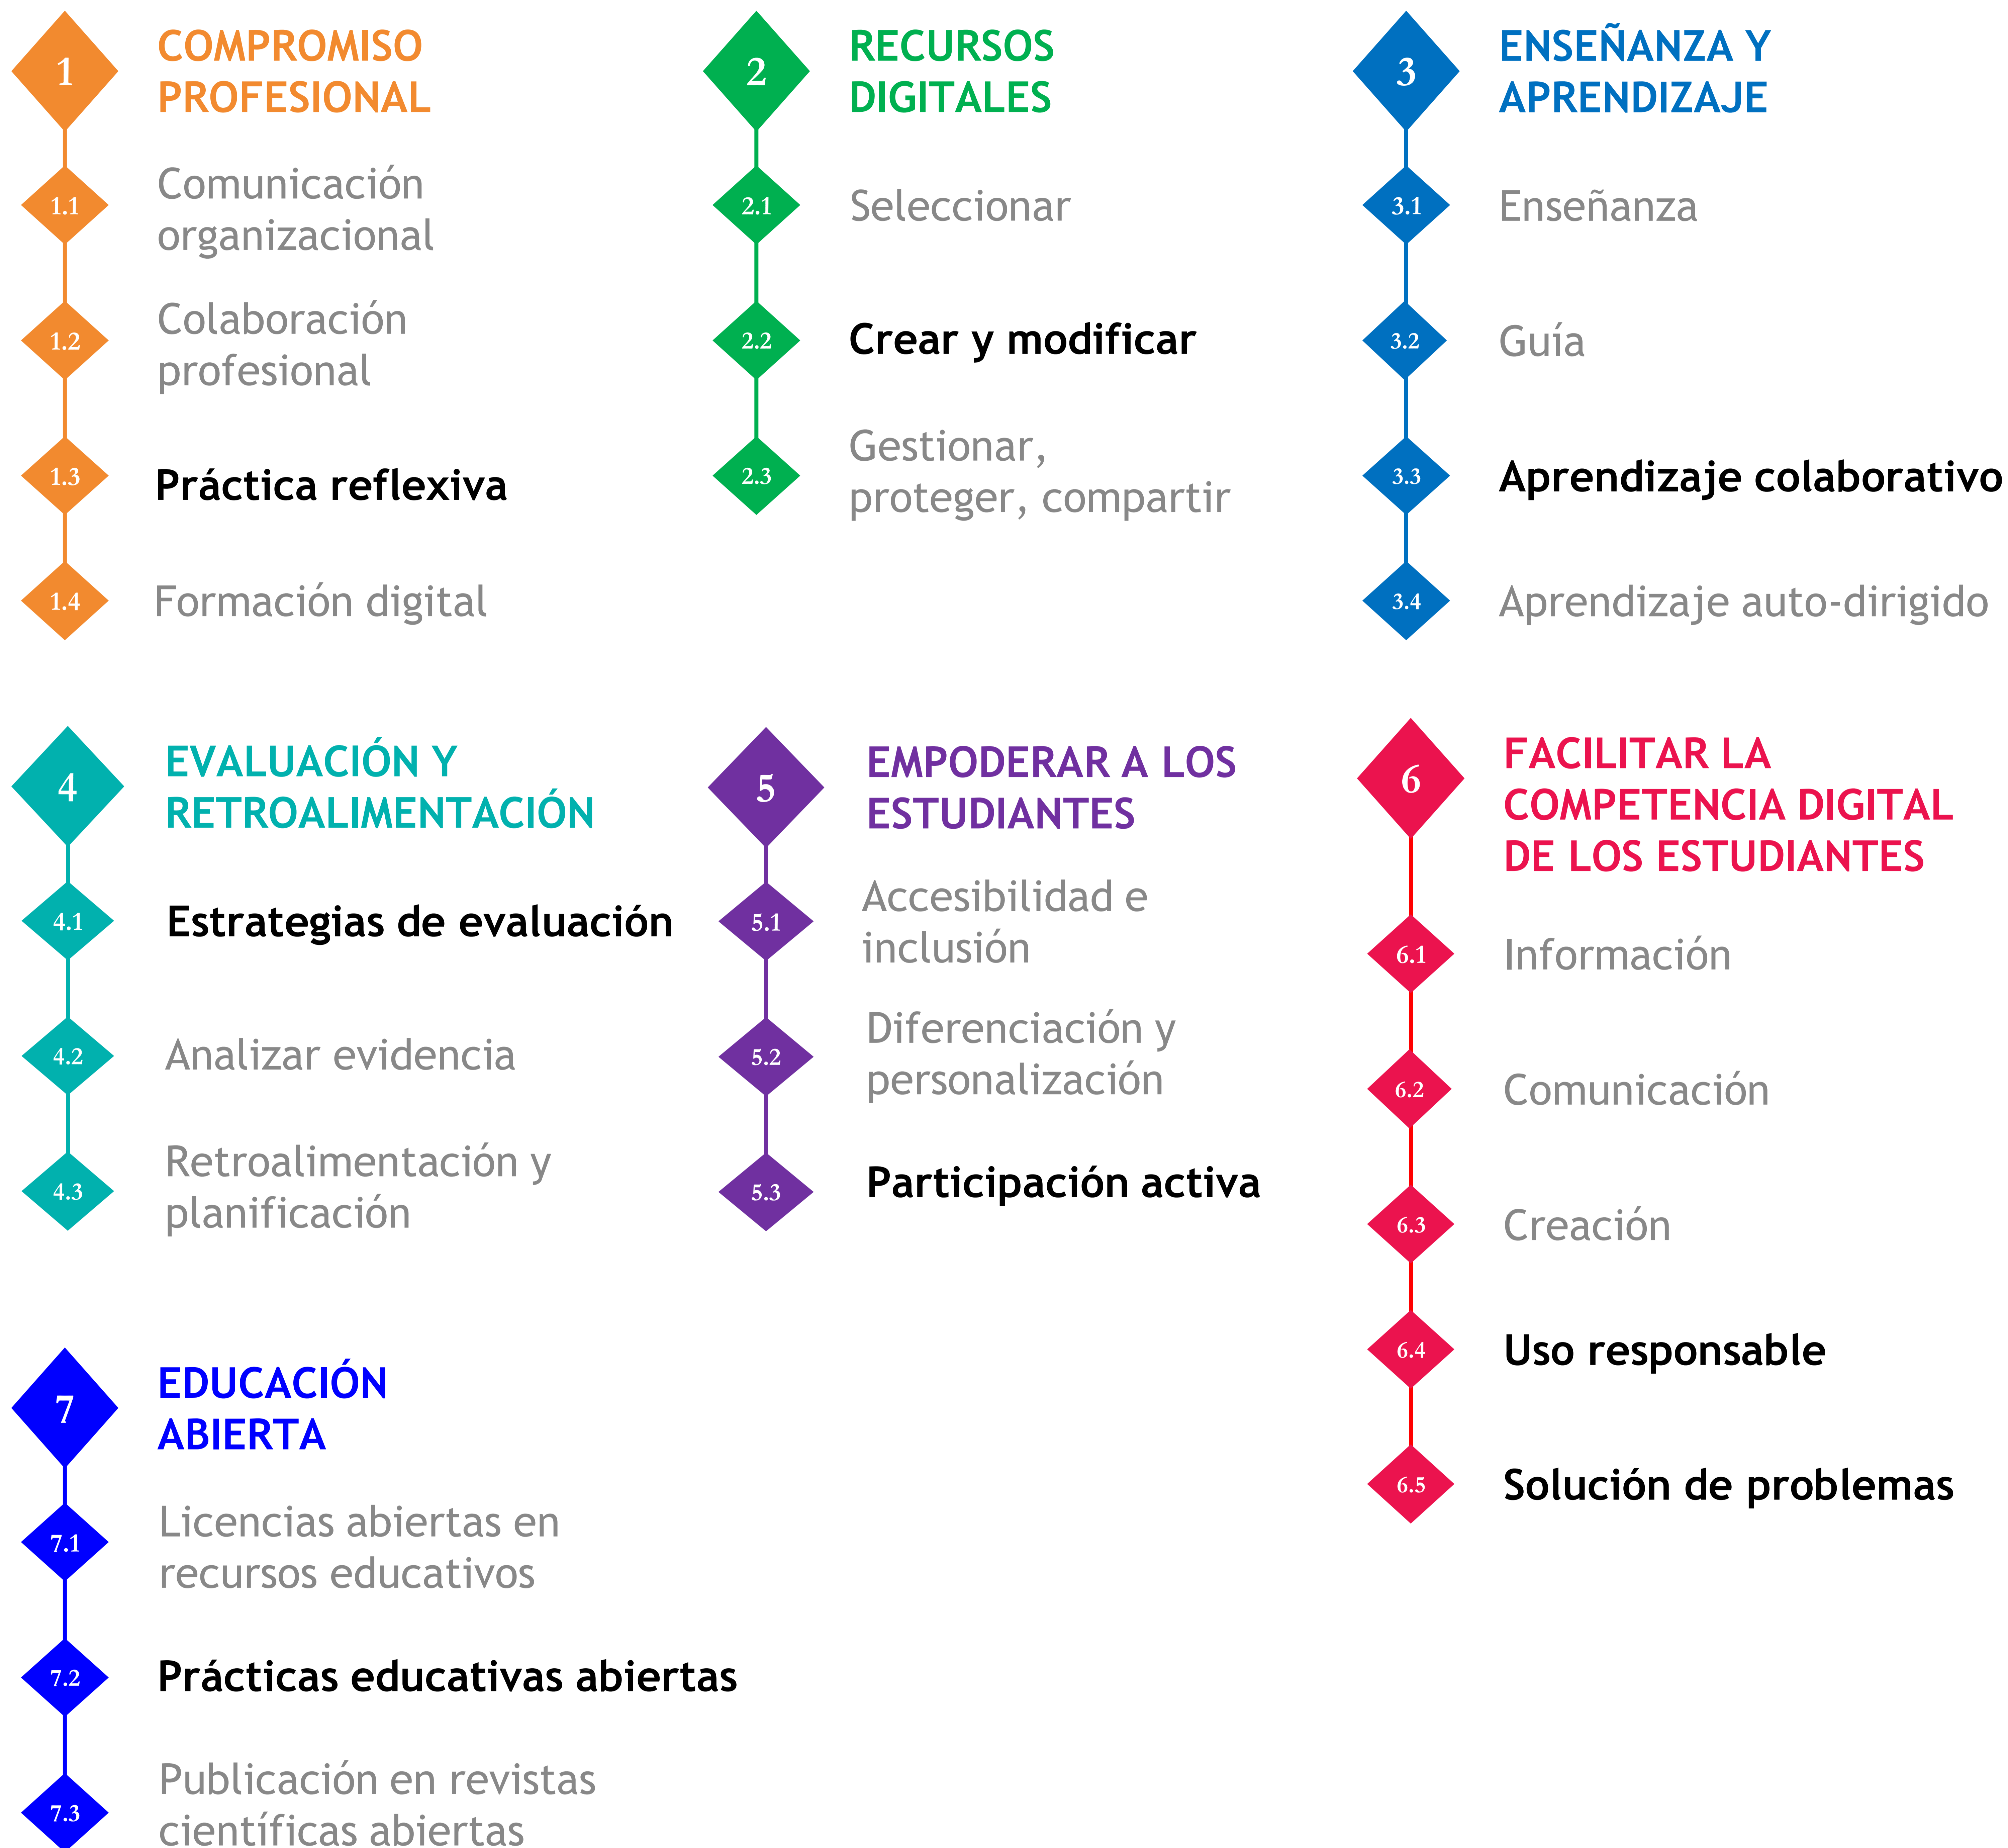 1
COMPROMISO
PROFESIONAL
1.1
Comunicación
organizacional
1.2
Colaboración
profesional
1.3
Práctica reflexiva
1.4
Formación digital
2
RECURSOS
DIGITALES
2.1
Seleccionar
2.2
Crear y modificar
2.3
Gestionar,
proteger, compartir
3
ENSEÑANZA Y
APRENDIZAJE
3.1
Enseñanza
3.2
Guía
3.3
Aprendizaje colaborativo
3.4
Aprendizaje auto-dirigido
4
EVALUACIÓN Y
RETROALIMENTACIÓN
4.1
Estrategias de evaluación
4.2
Analizar evidencia
4.3
Retroalimentación y
planificación
5
EMPODERAR A LOS
ESTUDIANTES
5.1
Accesibilidad e
inclusión
5.2
Diferenciación y
personalización
5.3
Participación activa
6
FACILITAR LA
COMPETENCIA DIGITAL
DE LOS ESTUDIANTES
6.1
Información
6.2
Comunicación
6.3
Creación
6.4
Uso responsable
6.5
Solución de problemas
7
EDUCACIÓN
ABIERTA
7.1
Licencias abiertas en
recursos educativos
7.2
Prácticas educativas abiertas
7.3
Publicación en revistas
científicas abiertas